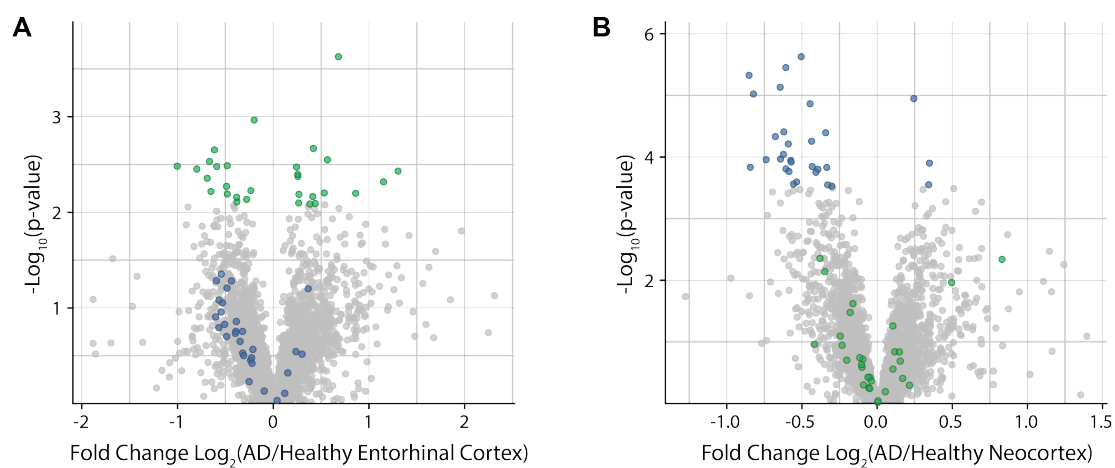 A
B
-Log10(p-value)
3
2
1
-2
-1
0
1
2
Fold Change Log2(AD/Healthy Entorhinal Cortex)
-Log10(p-value)
6
4
2
-1.0
-0.5
0.0
0.5
1.0
1.5
Fold Change Log2(AD/Healthy Neocortex)